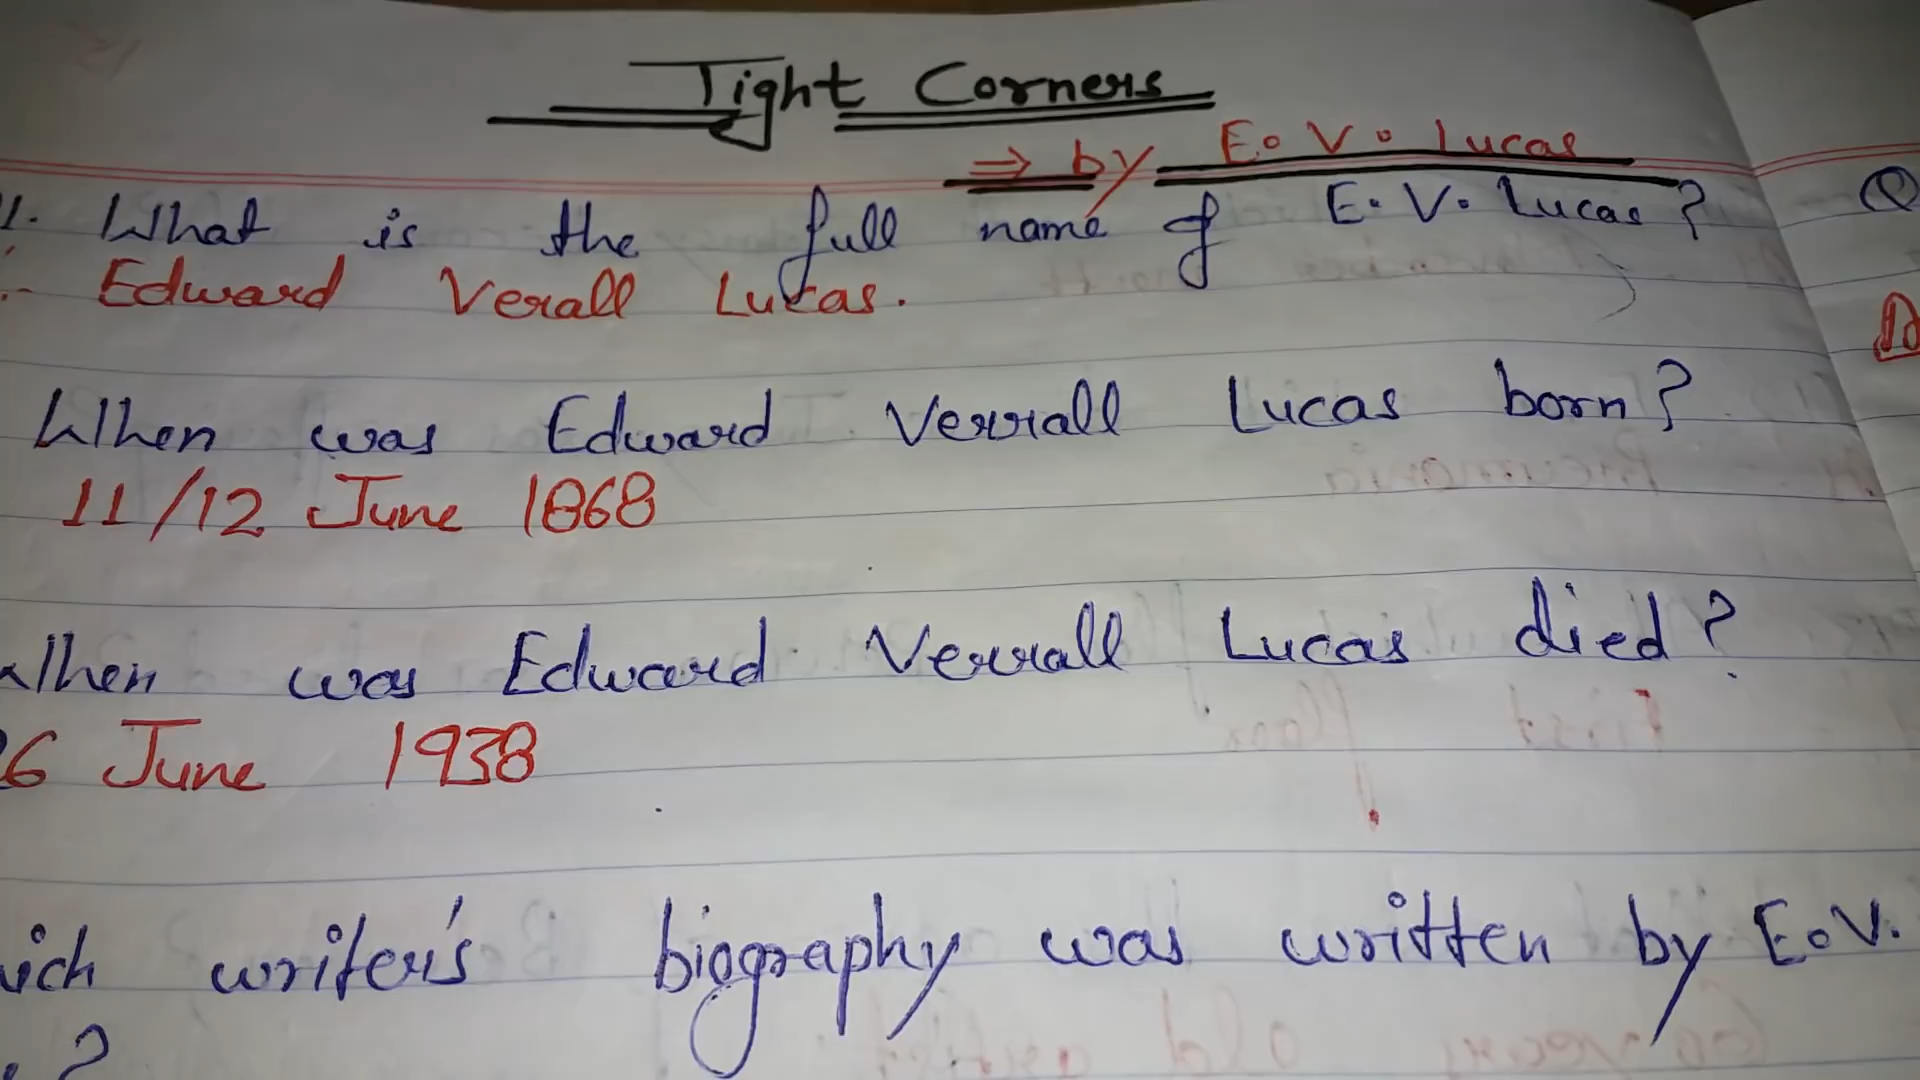 Tight Corners
⇒ by E. V. Lucas
1. What is the full name of E. V. Lucas?
:- Edward Verall Lucas.
When was Edward Verrall Lucas born?
11/12 June 1868
When was Edward Verrall Lucas died?
26 June 1938
writer's biography was written by E. V.
?